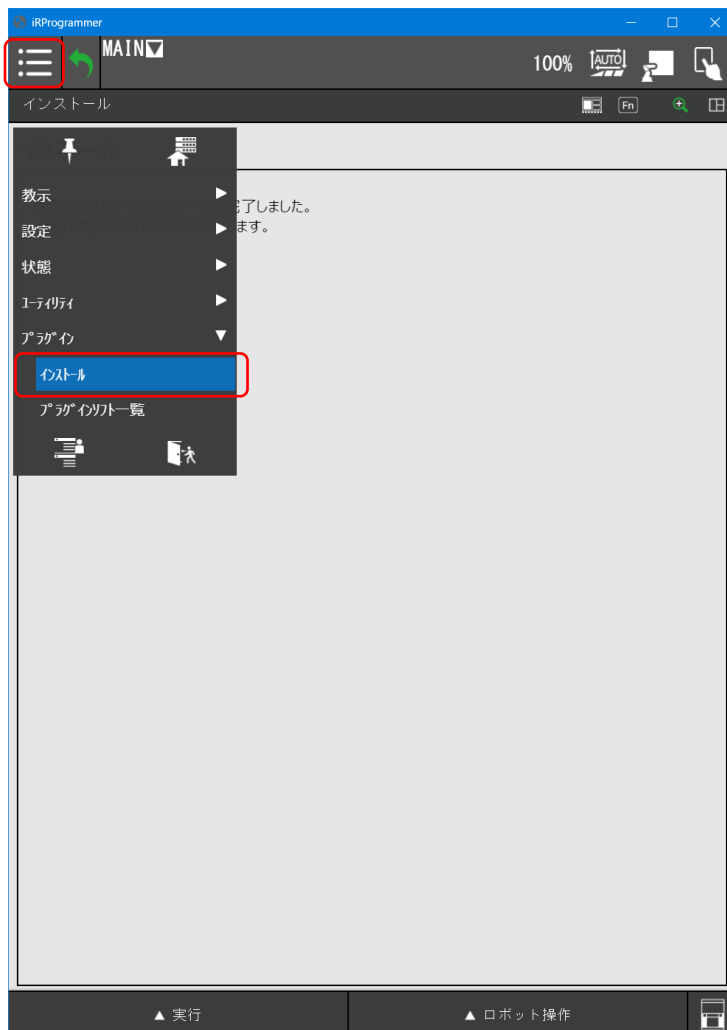 iRProgrammer
MAIN
100%
AUTO
インストール
Fn
教示
完了しました。
設定
ます。
状態
ﾕｰﾃｨﾘﾃｨ
ﾌﾟﾗｸﾞｲﾝ
ｲﾝｽﾄｰﾙ
ﾌﾟﾗｸﾞｲﾝｿﾌﾄ一覧
▲ 実行
▲ ロボット操作